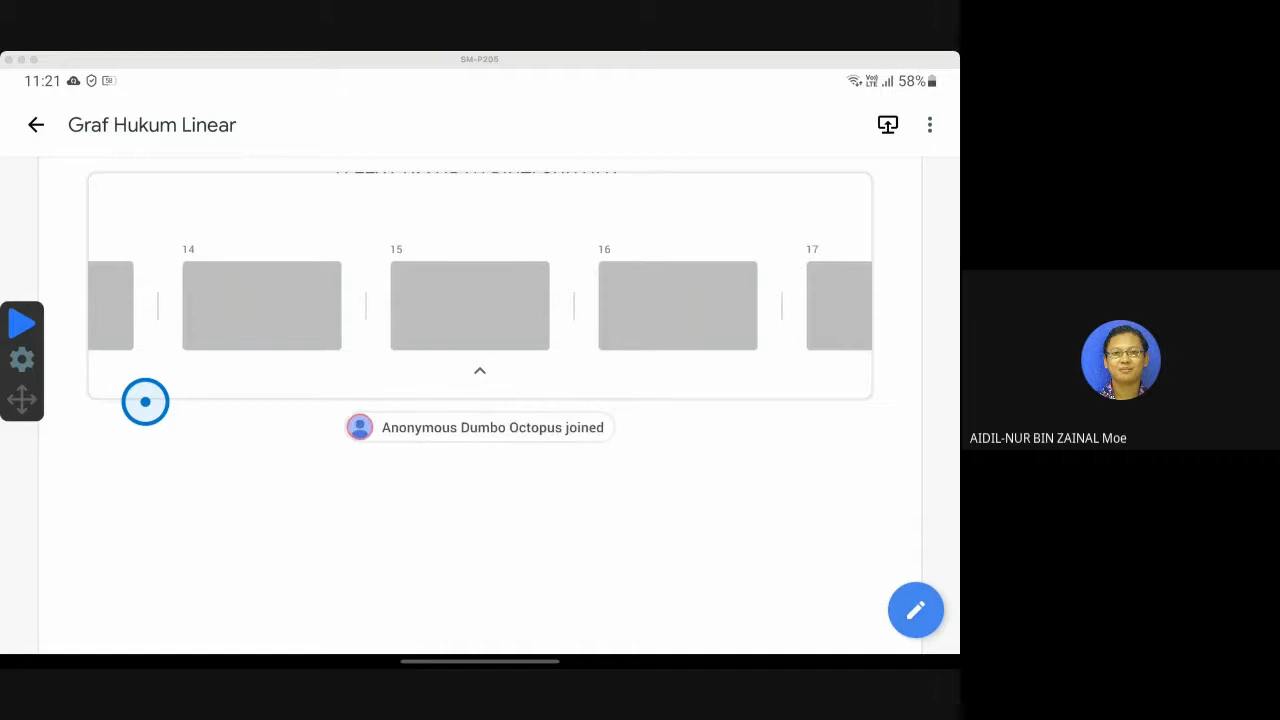 SM-P205
11:21
58%
Graf Hukum Linear
14
15
16
17
Anonymous Dumbo Octopus joined
AIDIL-NUR BIN ZAINAL Moe